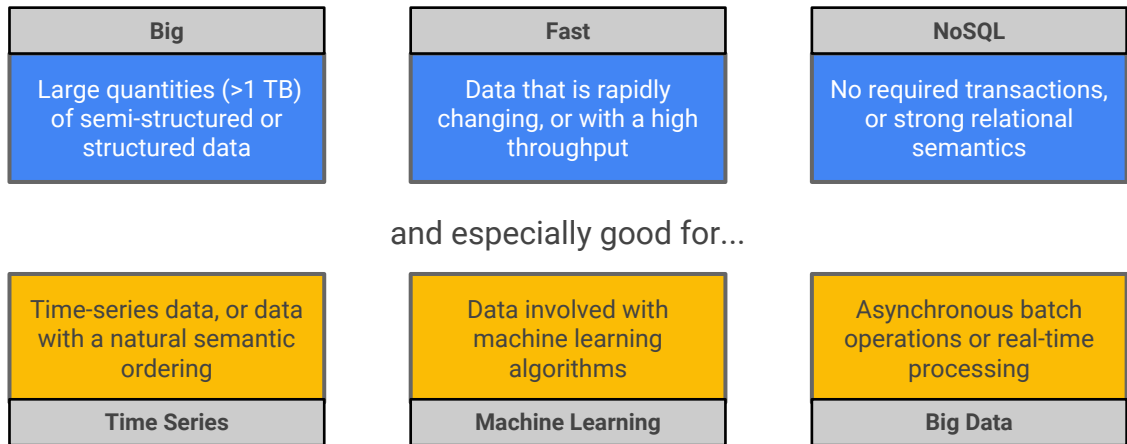 Big
Large quantities (>1 TB)
of semi-structured or
structured data
Fast
Data that is rapidly
changing, or with a high
throughput
NoSQL
No required transactions,
or strong relational
semantics
and especially good for...
Time-series data, or data
with a natural semantic
ordering
Time Series
Data involved with
machine learning
algorithms
Machine Learning
Asynchronous batch
operations or real-time
processing
Big Data